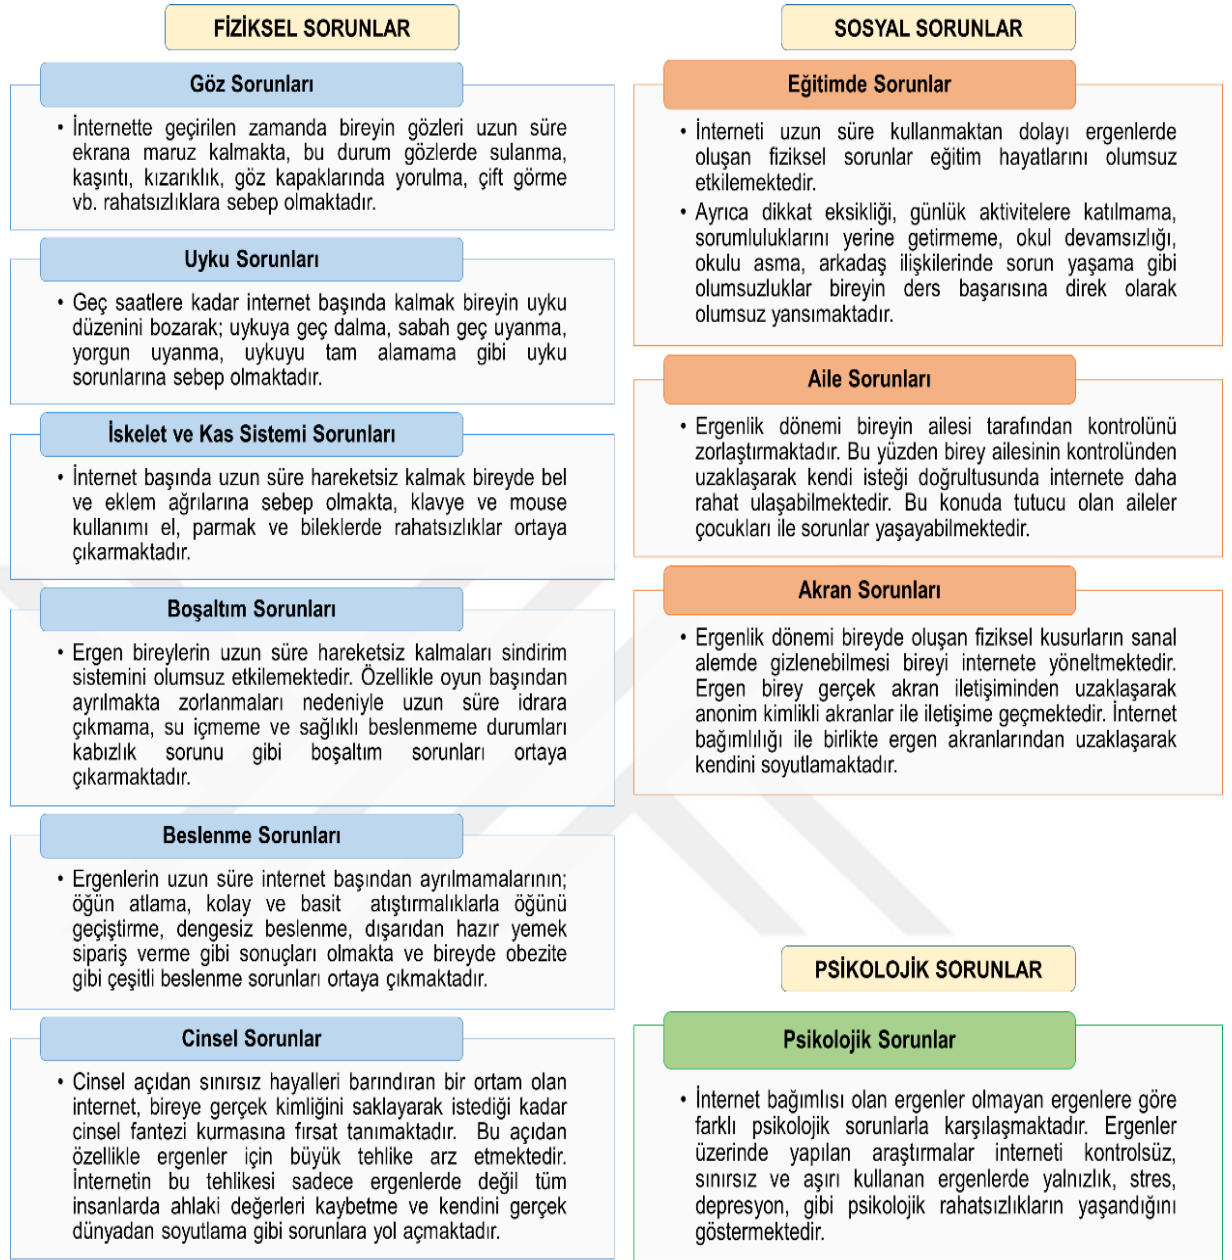 FİZİKSEL SORUNLAR
Göz Sorunları
• İnternette geçirilen zamanda bireyin gözleri uzun süre
ekrana maruz kalmakta, bu durum gözlerde sulanma,
kaşıntı, kızarıklık, göz kapaklarında yorulma, çift görme
vb. rahatsızlıklara sebep olmaktadır.
Uyku Sorunları
• Geç saatlere kadar internet başında kalmak bireyin uyku
düzenini bozarak; uykuya geç dalma, sabah geç uyanma,
yorgun uyanma, uykuyu tam alamama gibi uyku
sorunlarına sebep olmaktadır.
İskelet ve Kas Sistemi Sorunları
• İnternet başında uzun süre hareketsiz kalmak bireyde bel
ve eklem ağrılarına sebep olmakta, klavye ve mouse
kullanımı el, parmak ve bileklerde rahatsızlıklar ortaya
çıkarmaktadır.
Boşaltım Sorunları
• Ergen bireylerin uzun süre hareketsiz kalmaları sindirim
sistemini olumsuz etkilemektedir. Özellikle oyun başından
ayrılmakta zorlanmaları nedeniyle uzun süre idrara
çıkmama, su içmeme ve sağlıklı beslenmeme durumları
kabızlık sorunu gibi boşaltım sorunları ortaya
çıkarmaktadır.
Beslenme Sorunları
• Ergenlerin uzun süre internet başından ayrılmamalarının;
öğün atlama, kolay ve basit atıştırmalıklarla öğünü
geçiştirme, dengesiz beslenme, dışarıdan hazır yemek
sipariş verme gibi sonuçları olmakta ve bireyde obezite
gibi çeşitli beslenme sorunları ortaya çıkmaktadır.
Cinsel Sorunlar
• Cinsel açıdan sınırsız hayalleri barındıran bir ortam olan
internet, bireye gerçek kimliğini saklayarak istediği kadar
cinsel fantezi kurmasına fırsat tanımaktadır. Bu açıdan
özellikle ergenler için büyük tehlike arz etmektedir.
İnternetin bu tehlikesi sadece ergenlerde değil tüm
insanlarda ahlaki değerleri kaybetme ve kendini gerçek
dünyadan soyutlama gibi sorunlara yol açmaktadır.
SOSYAL SORUNLAR
Eğitimde Sorunlar
• İnterneti uzun süre kullanmaktan dolayı ergenlerde
oluşan fiziksel sorunlar eğitim hayatlarını olumsuz
etkilemektedir.
• Ayrıca dikkat eksikliği, günlük aktivitelere katılmama,
sorumluluklarını yerine getirmeme, okul devamsızlığı,
okulu asma, arkadaş ilişkilerinde sorun yaşama gibi
olumsuzluklar bireyin ders başarısına direk olarak
olumsuz yansımaktadır.
Aile Sorunları
• Ergenlik dönemi bireyin ailesi tarafından kontrolünü
zorlaştırmaktadır. Bu yüzden birey ailesinin kontrolünden
uzaklaşarak kendi isteği doğrultusunda internete daha
rahat ulaşabilmektedir. Bu konuda tutucu olan aileler
çocukları ile sorunlar yaşayabilmektedir.
Akran Sorunları
• Ergenlik dönemi bireyde oluşan fiziksel kusurların sanal
alemde gizlenebilmesi bireyi internete yöneltmektedir.
Ergen birey gerçek akran iletişiminden uzaklaşarak
anonim kimlikli akranlar ile iletişime geçmektedir. İnternet
bağımlılığı ile birlikte ergen akranlarından uzaklaşarak
kendini soyutlamaktadır.
PSİKOLOJİK SORUNLAR
Psikolojik Sorunlar
• İnternet bağımlısı olan ergenler olmayan ergenlere göre
farklı psikolojik sorunlarla karşılaşmaktadır. Ergenler
üzerinde yapılan araştırmalar interneti kontrolsüz,
sınırsız ve aşırı kullanan ergenlerde yalnızlık, stres,
depresyon, gibi psikolojik rahatsızlıkların yaşandığını
göstermektedir.